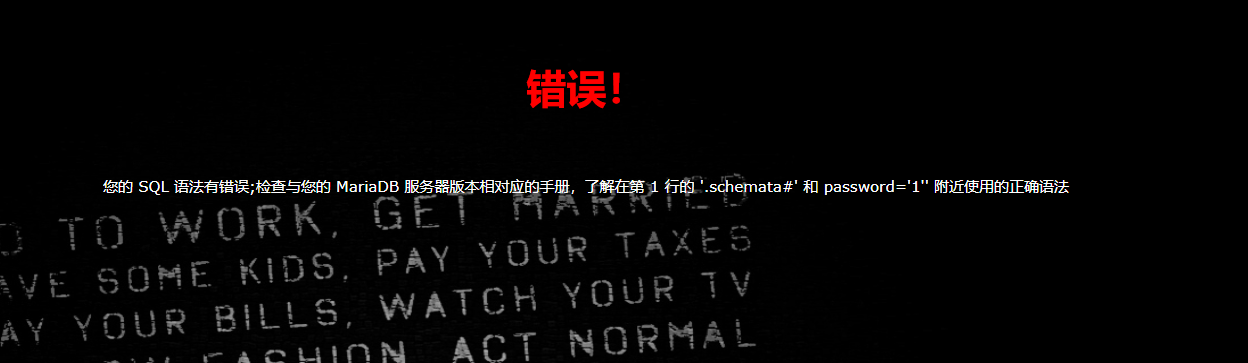 错误！
您的 SQL 语法有错误;检查与您的 MariaDB 服务器版本相对应的手册，了解在第 1 行的 '.schemata#' 和 password='1'' 附近使用的正确语法
TO WORK, GET MARRIED
SOME KIDS, PAY YOUR TAXES
YOUR BILLS, WATCH YOUR TV
FASHION, ACT NORMAL